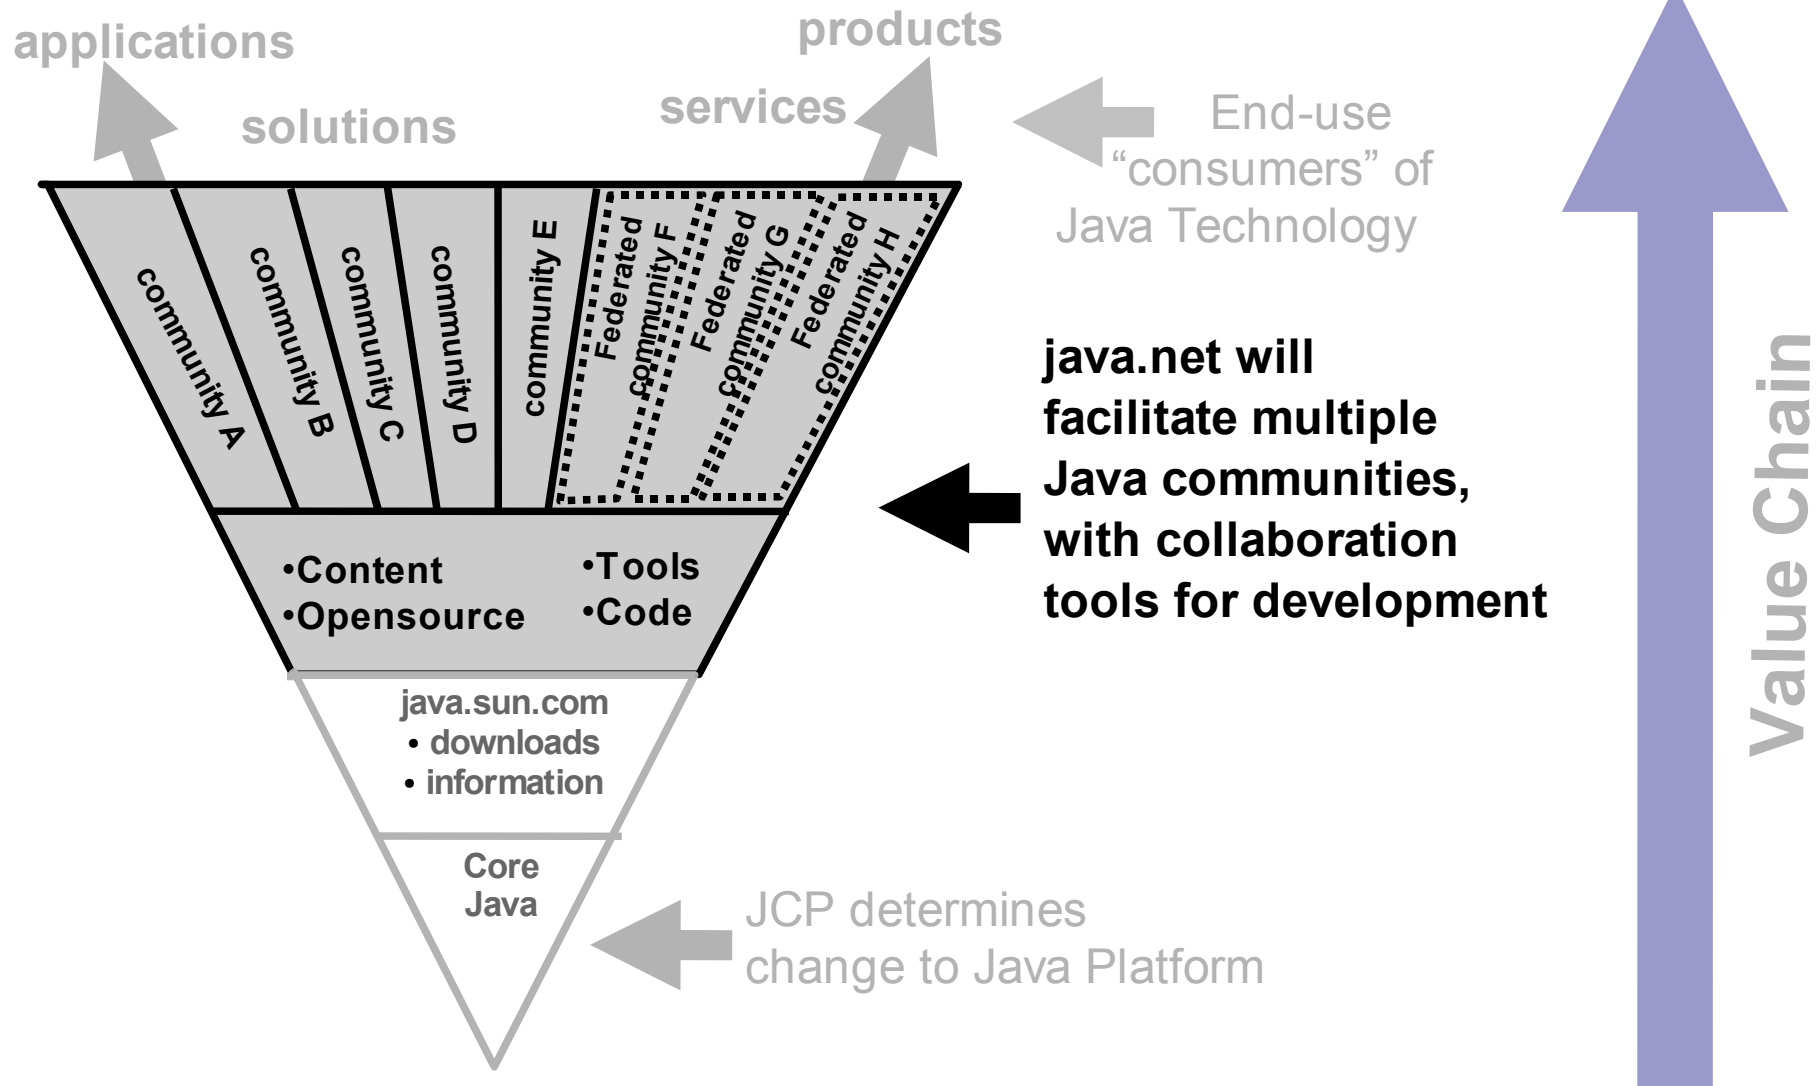 applications
products
solutions
services
End-use
“consumers” of
Java Technology
community A
community B
community C
community D
community E
Federated
community F
Federated
community G
Federated
community H
java.net will
facilitate multiple
Java communities,
with collaboration
tools for development
•Content
•Opensource
•Tools
•Code
java.sun.com
• downloads
• information
Core
Java
JCP determines
change to Java Platform
Value Chain